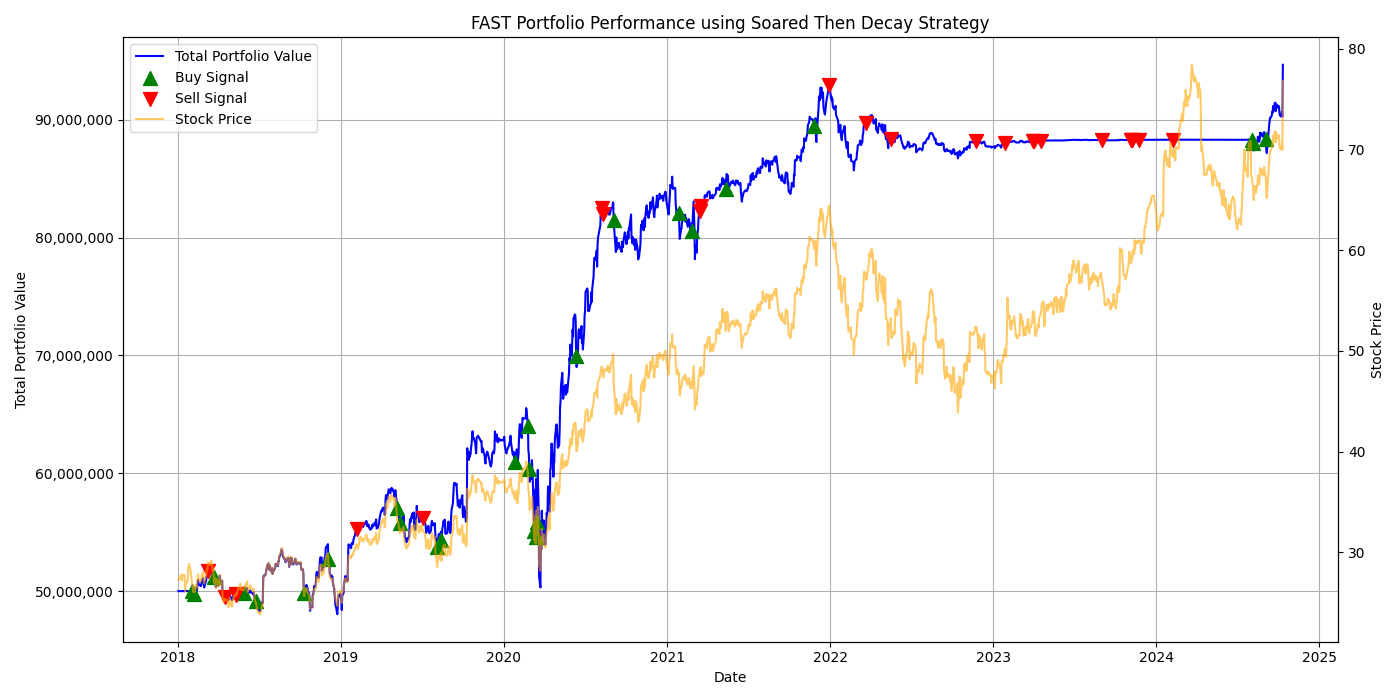 FAST Portfolio Performance using Soared Then Decay Strategy
Total Portfolio Value
Buy Signal
Sell Signal
Stock Price
Total Portfolio Value
90,000,000
80,000,000
70,000,000
60,000,000
50,000,000
80
70
60
50
40
30
Stock Price
2018
2019
2020
2021
2022
2023
2024
2025
Date